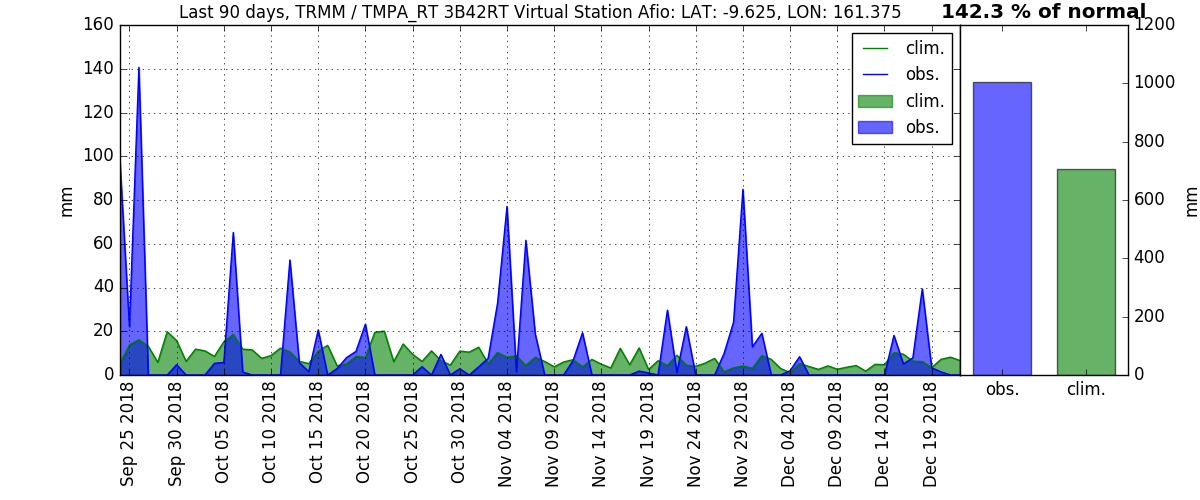 Last 90 days, TRMM / TMPA_RT 3B42RT Virtual Station Afio: LAT: -9.625, LON: 161.375
142.3 % of normal
160
140
120
100
80
60
40
20
0
mm
clim.
obs.
clim.
obs.
Sep 25 2018
Sep 30 2018
Oct 05 2018
Oct 10 2018
Oct 15 2018
Oct 20 2018
Oct 25 2018
Oct 30 2018
Nov 04 2018
Nov 09 2018
Nov 14 2018
Nov 19 2018
Nov 24 2018
Nov 29 2018
Dec 04 2018
Dec 09 2018
Dec 14 2018
Dec 19 2018
1200
1000
800
600
400
200
0
mm
obs.
clim.